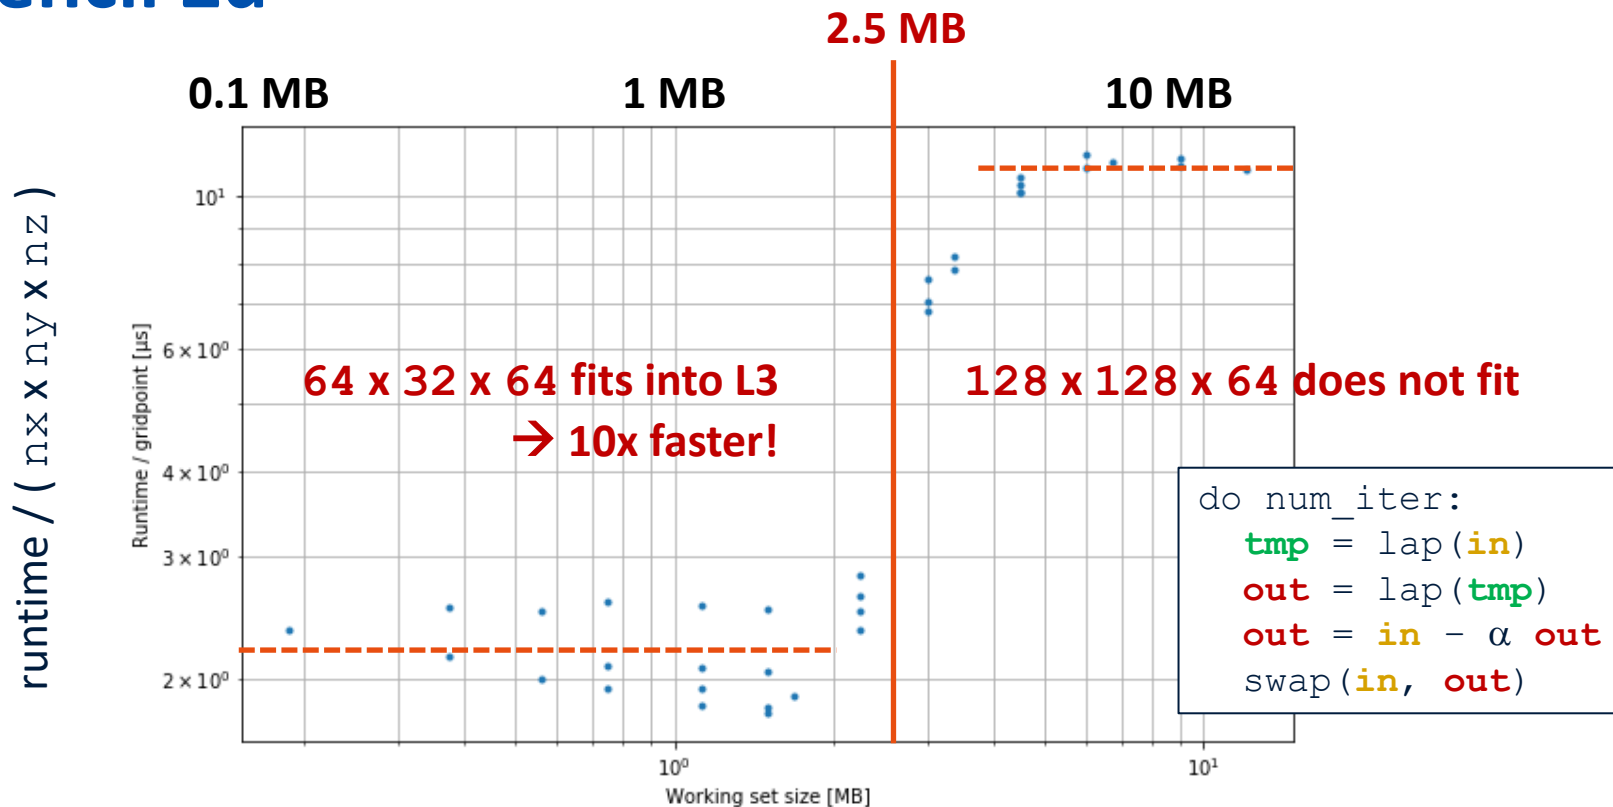 2d
2.5 MB
0.1 MB 1 MB 10 MB
runtime / ( nx x ny x nz )
Runtime / gridpoint [µs]
10¹
6 × 10⁰
4 × 10⁰
3 × 10⁰
2 × 10⁰
64 x 32 x 64 fits into L3
→ 10x faster!
128 x 128 x 64 does not fit
do num_iter:
tmp = lap(in)
out = lap(tmp)
out = in - α out
swap(in, out)
10⁰ 10¹
Working set size [MB]